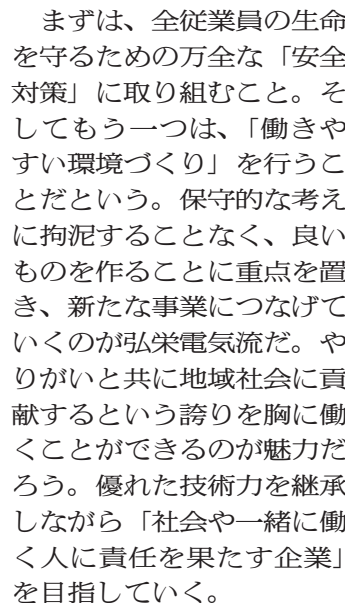 まずは、全従業員の生命
を守るための万全な「安全
対策」に取り組むこと。そ
してもう一つは、「働きや
すい環境づくり」を行うこ
とだという。保守的な考え
に拘泥することなく、良い
ものを作ることに重点を置
き、新たな事業につなげて
いくのが弘栄電気流だ。や
りがいと共に地域社会に貢
献するという誇りを胸に働
くことができるのが魅力だ
ろう。優れた技術力を継承
しながら「社会や一緒に働
く人に責任を果たす企業」
を目指していく。